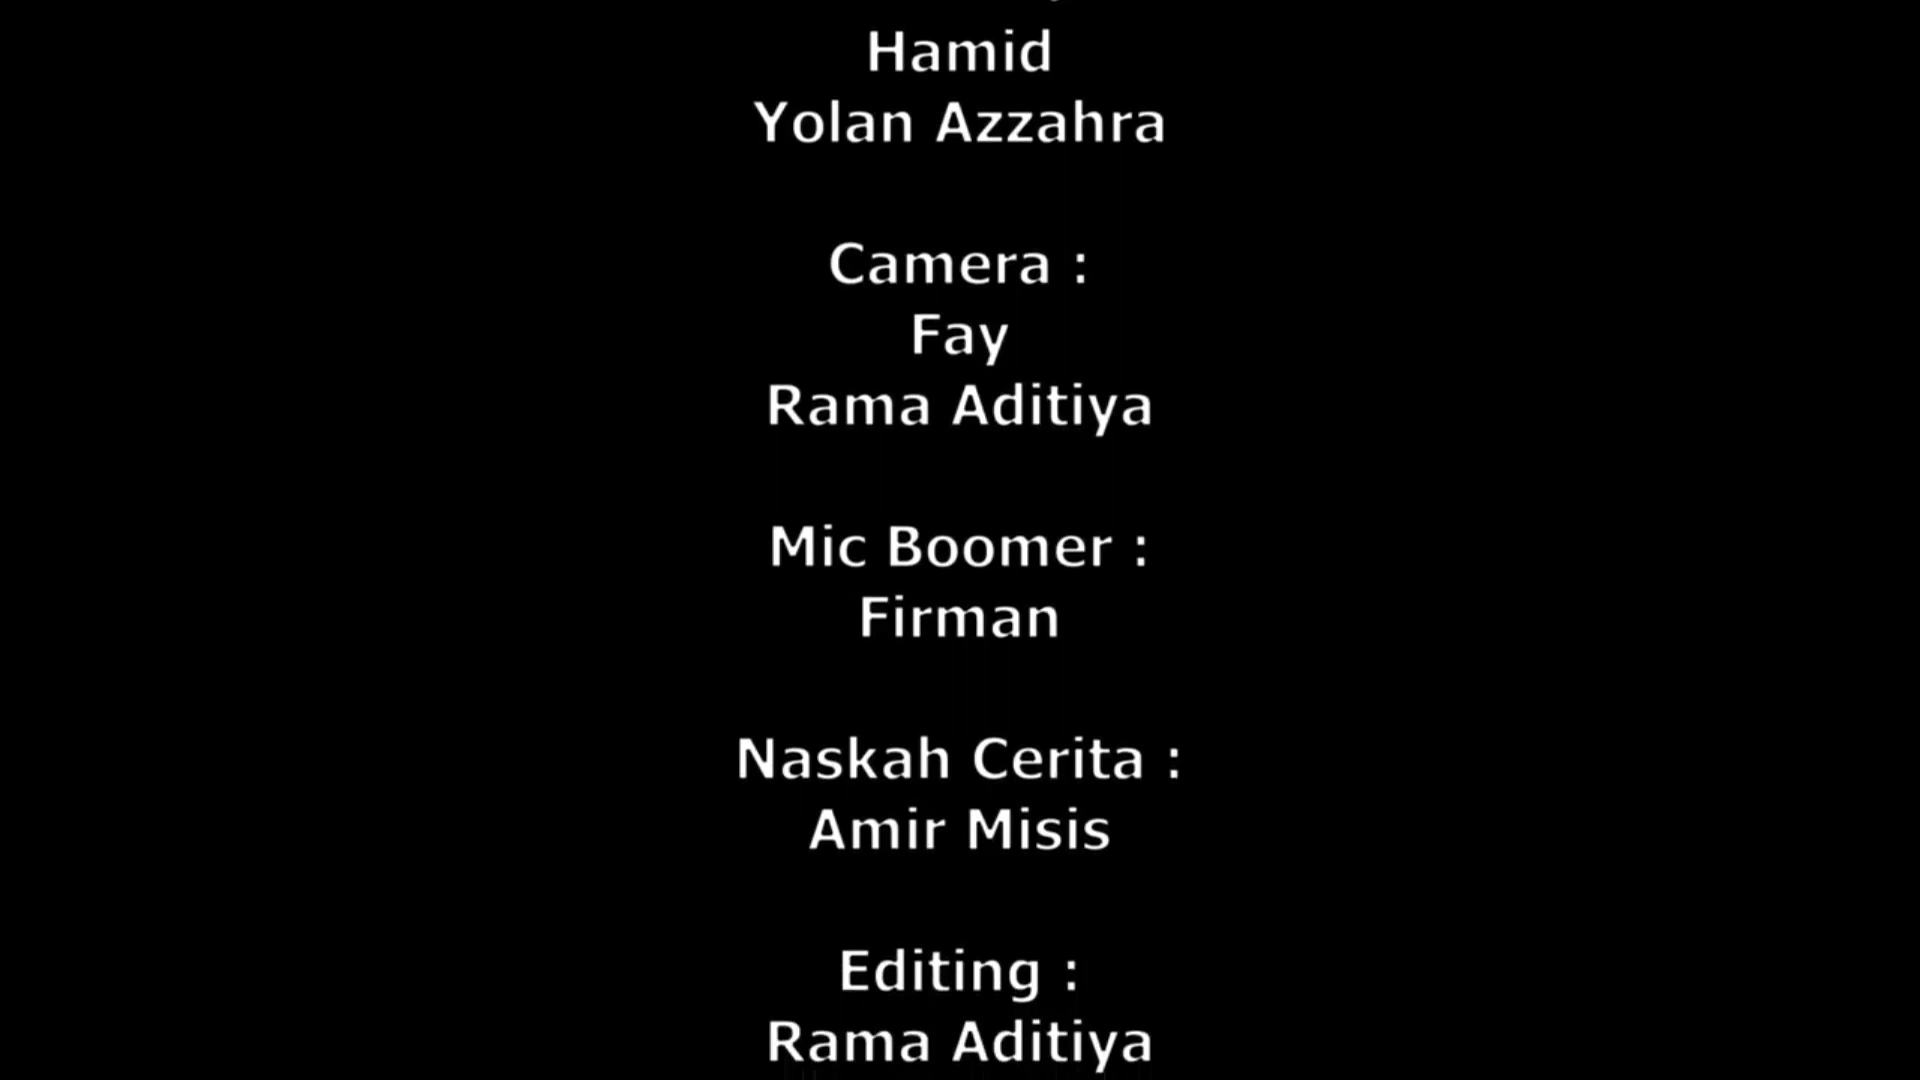 Hamid
Yolan Azzahra
Camera :
Fay
Rama Aditiya
Mic Boomer :
Firman
Naskah Cerita :
Amir Misis
Editing :
Rama Aditiya